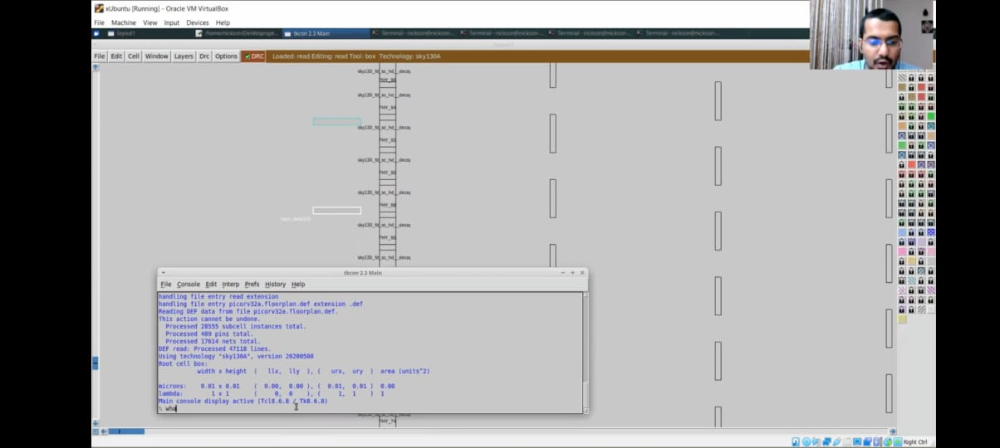 xUbuntu [Running] - Oracle VM VirtualBox
File Machine View Input Devices Help
layout1
tkcon 2.3 Main
Terminal - nickson@nickson-...
Terminal - nickson@nickson-...
Terminal - nickson@nickson-...
Terminal - nickson@nickson-...
File Edit Cell Window Layers Drc Options DRC Loaded: read Editing: read Tool: box Technology: sky130A
sky130_fd_sc_hd__decap
PHY_96
sky130_fd_sc_hd__decap
PHY_94
sky130_fd_sc_hd__decap
PHY_92
sky130_fd_sc_hd__decap
PHY_90
sky130_fd_sc_hd__decap
PHY_88
sky130_fd_sc_hd__decap
PHY_86
sky130_fd_sc_hd__decap
tkcon 2.3 Main
File Console Edit Interp Prefs History Help
handling file entry read extension
handling file entry picorv32a.floorplan.def extension .def
Reading DEF data from file picorv32a.floorplan.def.
This action cannot be undone.
Processed 28555 subcell instances total.
Processed 409 pins total.
Processed 17614 nets total.
DEF read: Processed 47118 lines.
Using technology "sky130A", version 20200508
Root cell box:
width x height ( llx, lly ), ( urx, ury ) area (units^2)
microns: 0.01 x 0.01 ( 0.00, 0.00 ), ( 0.01, 0.01 ) 0.00
lambda: 1 x 1 ( 0, 0 ), ( 1, 1 ) 1
Main console display active (Tcl8.6.8 / Tk8.6.8)
% wha
PHY_74
Right Ctrl